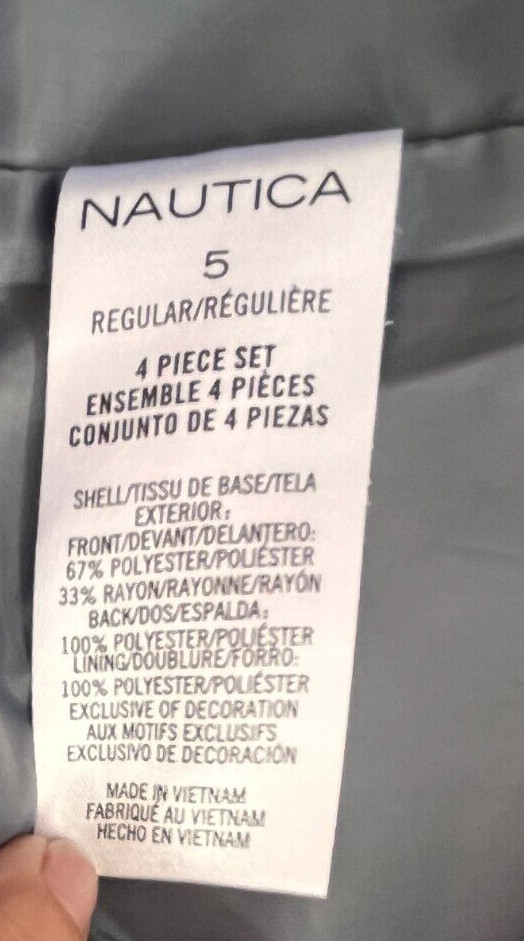 NAUTICA
5
REGULAR/RÉGULIÈRE
4 PIECE SET
ENSEMBLE 4 PIÈCES
CONJUNTO DE 4 PIEZAS
SHELL/TISSU DE BASE/TELA
EXTERIOR:
FRONT/DEVANT/DELANTERO:
67% POLYESTER/POLIÉSTER
33% RAYON/RAYONNE/RAYÓN
BACK/DOS/ESPALDA:
100% POLYESTER/POLIÉSTER
LINING/DOUBLURE/FORRO:
100% POLYESTER/POLIÉSTER
EXCLUSIVE OF DECORATION
AUX MOTIFS EXCLUSIFS
EXCLUSIVO DE DECORACIÓN
MADE IN VIETNAM
FABRIQUÉ AU VIETNAM
HECHO EN VIETNAM